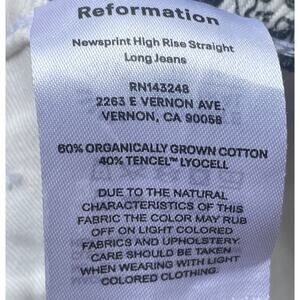 Reformation
Newsprint High Rise Straight
Long Jeans
RN143248
2263 E VERNON AVE.
VERNON, CA 90058
60% ORGANICALLY GROWN COTTON
40% TENCEL™ LYOCELL
DUE TO THE NATURAL
CHARACTERISTICS OF THIS
FABRIC THE COLOR MAY RUB
OFF ON LIGHT COLORED
FABRICS AND UPHOLSTERY.
CARE SHOULD BE TAKEN
WHEN WEARING WITH LIGHT
COLORED CLOTHING.